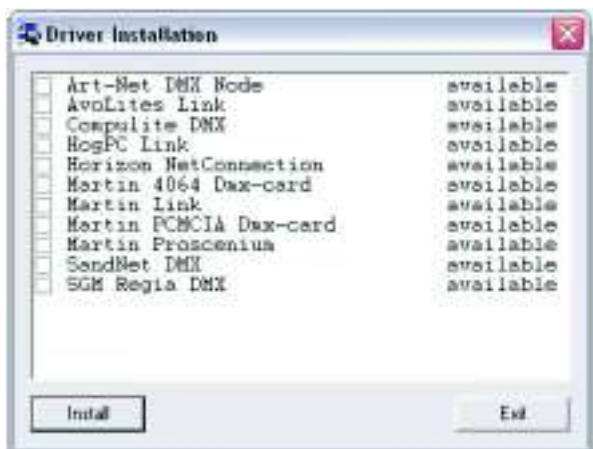 Driver Installation
Art-Net DMX Node available
AvoLites Link available
Compulite DMX available
HogPC Link available
Horizon NetConnection available
Martin 4064 Dmx-card available
Martin Link available
Martin PCMCIA Dmx-card available
Martin Proscenium available
SandNet DMX available
SGM Regia DMX available
Install Exit